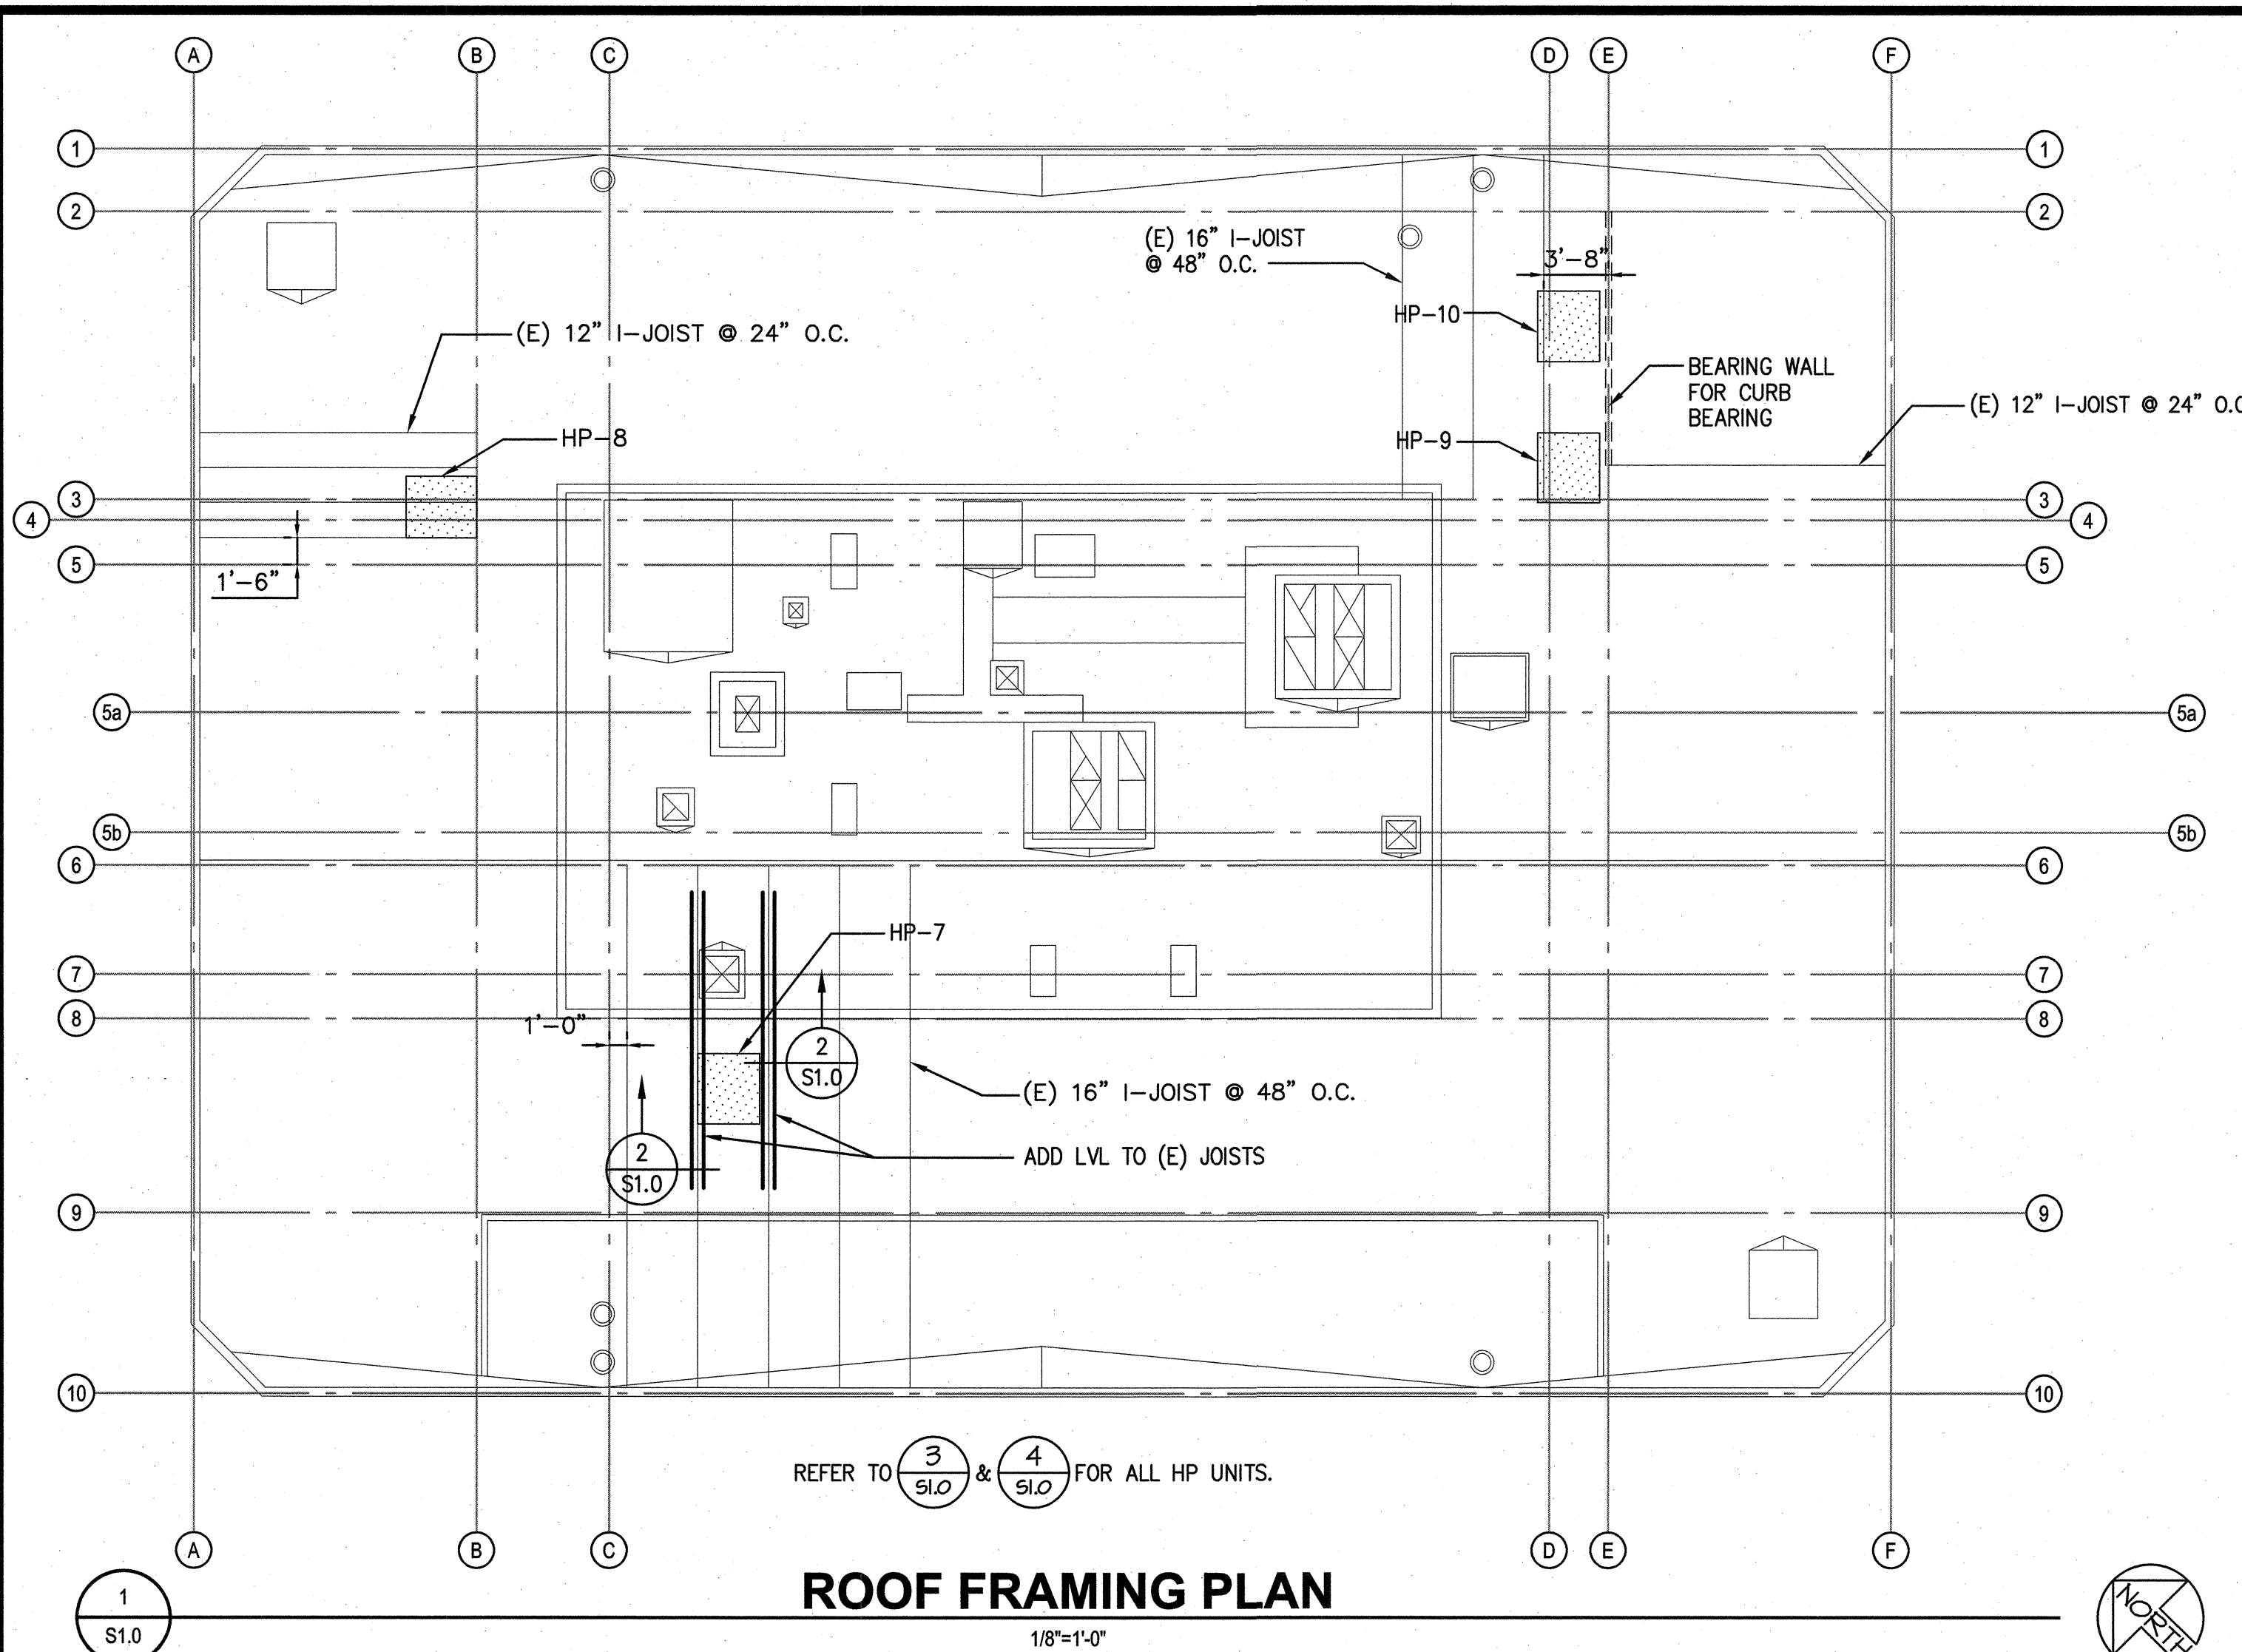 A B C D E F
1 1
2 2
(E) 16" I-JOIST
@ 48" O.C.
3'-8"
HP-10
(E) 12" I-JOIST @ 24" O.C.
BEARING WALL
FOR CURB
BEARING
(E) 12" I-JOIST @ 24"
HP-8
HP-9
3 3
4 4
5 5
1'-6"
5a 5a
5b 5b
6 6
HP-7
7 7
8 8
1'-0"
2
S1.0
(E) 16" I-JOIST @ 48" O.C.
2
S1.0
ADD LVL TO (E) JOISTS
9 9
10 10
REFER TO 3 & 4 FOR ALL HP UNITS.
S1.0 S1.0
A B C D E F
1
S1.0
ROOF FRAMING PLAN
1/8"=1'-0"
NORTH